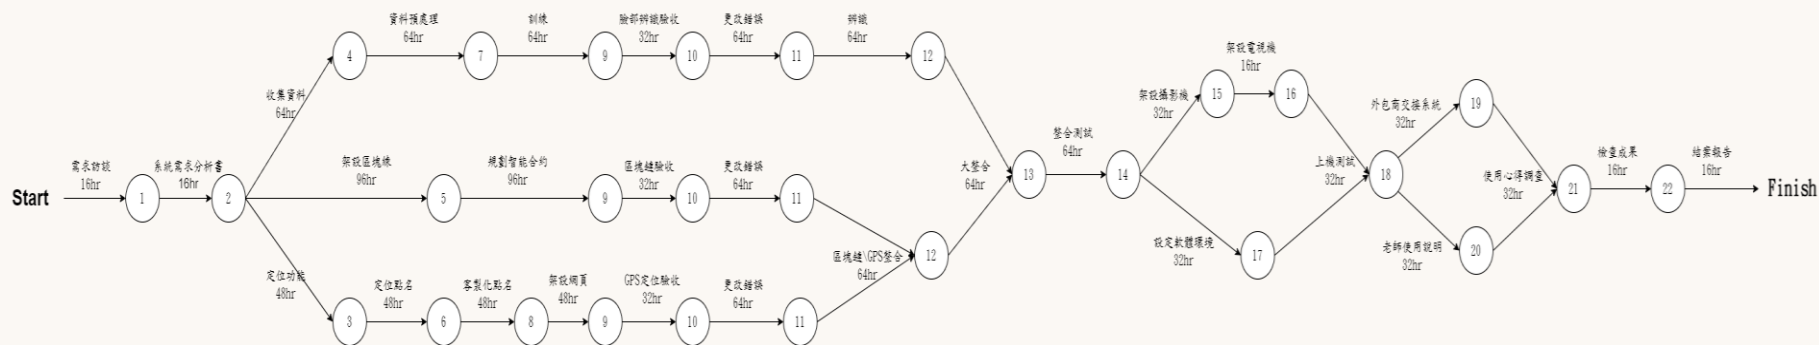 資料預處理
64hr
訓練
64hr
臉部辨識驗收
32hr
更改錯誤
64hr
辨識
64hr
4
7
9
10
11
12
收集資料
64hr
架設電視機
16hr
架設攝影機
32hr
15
16
外包商交接系統
32hr
19
需求訪談
16hr
系統需求分析書
16hr
架設區塊練
96hr
規劃智能合約
96hr
區塊鏈驗收
32hr
更改錯誤
64hr
大整合
64hr
整合測試
64hr
上機測試
32hr
使用心得調查
32hr
檢查成果
16hr
結案報告
16hr
Start
1
2
5
9
10
11
13
14
18
21
22
Finish
定位功能
48hr
區塊鏈\GPS整合
64hr
12
設定軟體環境
32hr
17
老師使用說明
32hr
20
定位點名
48hr
客製化點名
48hr
架設網頁
48hr
GPS定位驗收
32hr
更改錯誤
64hr
3
6
8
9
10
11